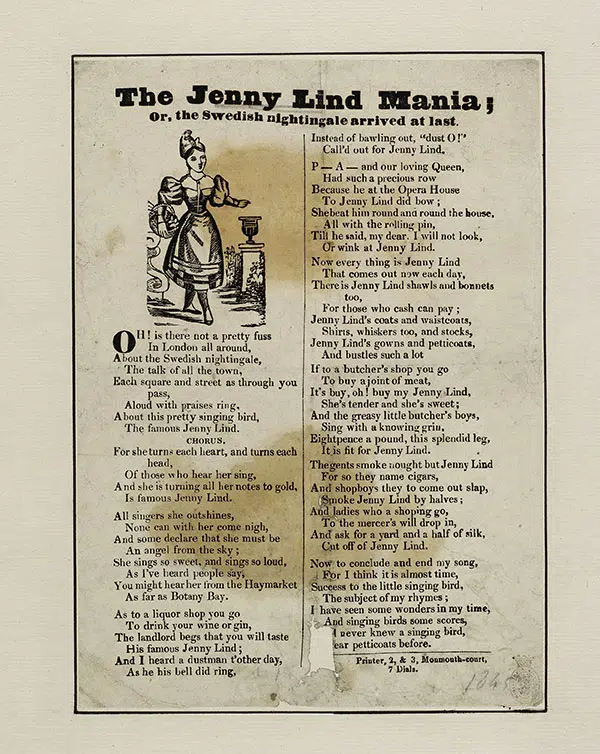 The Jenny Lind Mania;
Or, the Swedish nightingale arrived at last.
OH! is there not a pretty fuss
In London all around,
About the Swedish nightingale,
The talk of all the town,
Each square and street as through you
pass,
Aloud with praises ring,
About this pretty singing bird,
The famous Jenny Lind.
CHORUS.
For she turns each heart, and turns each
head,
Of those who hear her sing,
And she is turning all her notes to gold,
Is famous Jenny Lind.
All singers she outshines,
None can with her come nigh,
And some declare that she must be
An angel from the sky;
She sings so sweet, and sings so loud,
As I've heard people say,
You might hear her from the Haymarket
As far as Botany Bay.
As to a liquor shop you go
To drink your wine or gin,
The landlord begs that you will taste
His famous Jenny Lind;
And I heard a dustman t'other day,
As he his bell did ring,
Instead of bawling out, "dust O!"
Call'd out for Jenny Lind.
P — A — and our loving Queen,
Had such a precious row
Because he at the Opera House
To Jenny Lind did bow;
She beat him round and round the house,
All with the rolling pin,
Till he said, my dear. I will not look,
Or wink at Jenny Lind.
Now every thing is Jenny Lind
That comes out now each day,
There is Jenny Lind shawls and bonnets
too,
For those who cash can pay;
Jenny Lind's coats and waistcoats,
Shirts, whiskers too, and stocks,
Jenny Lind's gowns and petticoats,
And bustles such a lot
If to a butcher's shop you go
To buy a joint of meat,
It's buy, oh! buy my Jenny Lind,
She's tender and she's sweet;
And the greasy little butcher's boys,
Sing with a knowing grin,
Eightpence a pound, this splendid leg,
It is fit for Jenny Lind.
The gents smoke nought but Jenny Lind
For so they name cigars,
And shopboys they to come out slap,
Smoke Jenny Lind by halves;
And ladies who a shoping go,
To the mercer's will drop in,
And ask for a yard and a half of silk,
Cut off of Jenny Lind.
Now to conclude and end my song,
For I think it is almost time,
Success to the little singing bird,
The subject of my rhymes;
I have seen some wonders in my time,
And singing birds some scores,
never knew a singing bird,
ear petticoats before.
Printer, 2, & 3, Monmouth-court,
7 Dials.